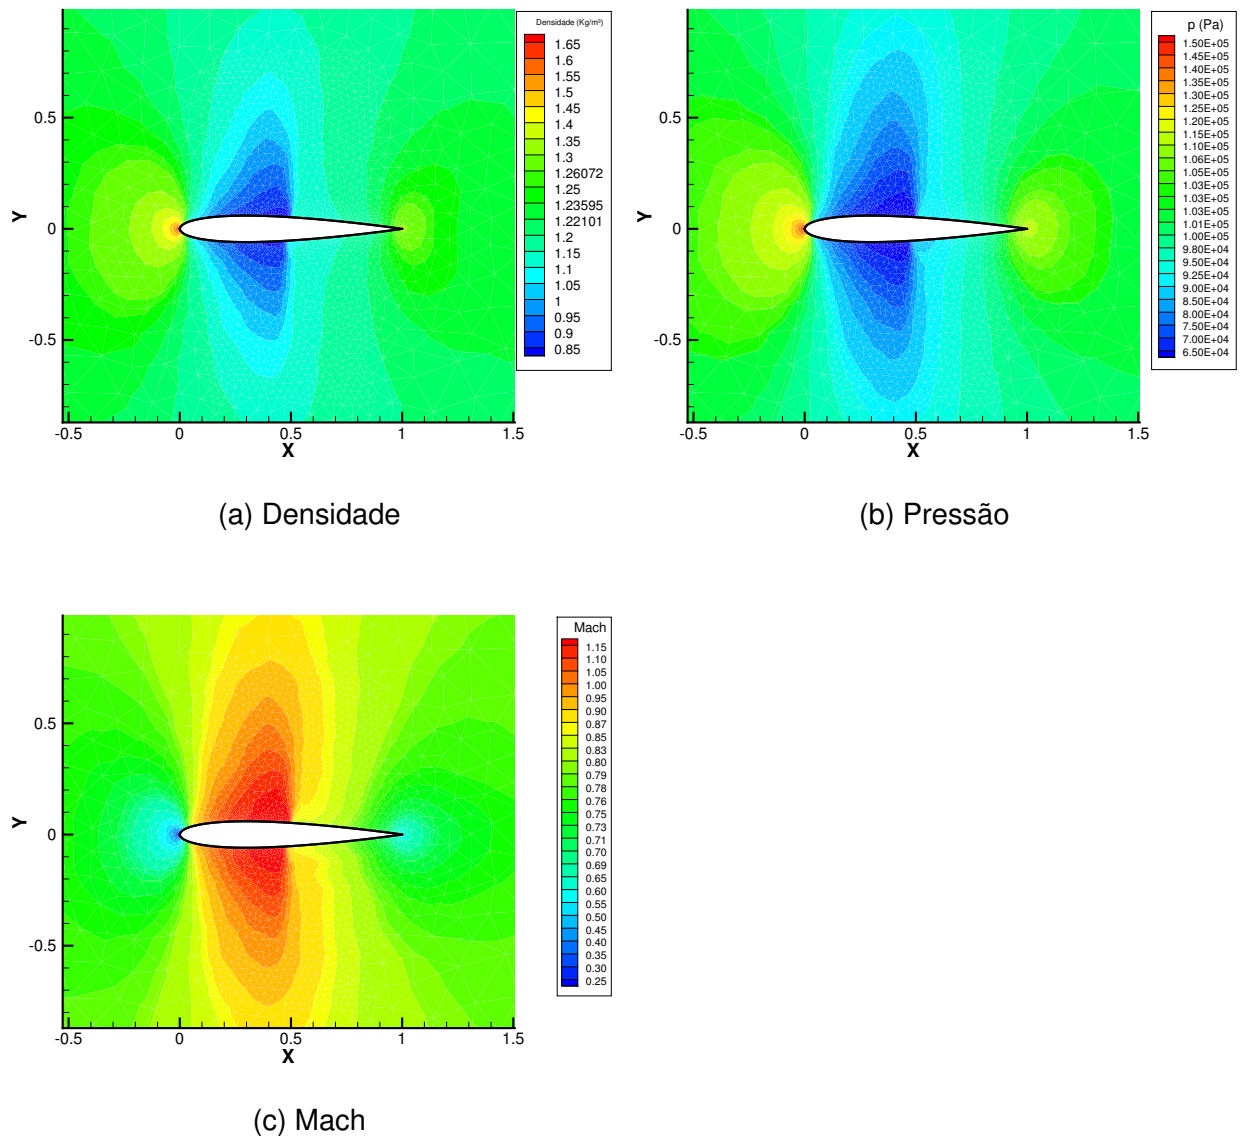 Densidade (Kg/m³)
1.65
1.6
1.55
1.5
1.45
1.4
1.35
1.3
1.26072
1.25
1.23595
1.22101
1.2
1.15
1.1
1.05
1
0.95
0.9
0.85
Y
0.5
0
-0.5
-0.5 0 0.5 1 1.5
X
(a) Densidade
p (Pa)
1.50E+05
1.45E+05
1.40E+05
1.35E+05
1.30E+05
1.25E+05
1.20E+05
1.15E+05
1.10E+05
1.06E+05
1.05E+05
1.03E+05
1.03E+05
1.01E+05
1.00E+05
9.80E+04
9.50E+04
9.25E+04
9.00E+04
8.50E+04
8.00E+04
7.50E+04
7.00E+04
6.50E+04
Y
0.5
0
-0.5
-0.5 0 0.5 1 1.5
X
(b) Pressão
Mach
1.15
1.10
1.05
1.00
0.95
0.90
0.87
0.85
0.83
0.80
0.79
0.78
0.76
0.75
0.73
0.71
0.70
0.69
0.65
0.60
0.50
0.45
0.40
0.35
0.30
0.25
Y
0.5
0
-0.5
-0.5 0 0.5 1 1.5
X
(c) Mach